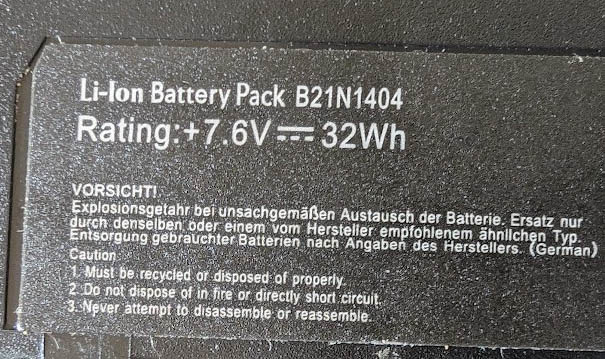 Li-Ion Battery Pack B21N1404
Rating:+7.6V⎓32Wh
VORSICHT!
Explosionsgetahr bei unsachgemäßen Austausch der Batterie. Ersatz nur
durch denselben oder einem vom Hersteller empfohlenem ähnlichen Typ.
Entsorgung gebrauchter Batterien nach Angaben des Herstellers. (German)
Caution
1. Must be recycled or disposed of properly.
2. Do not dispose of in fire or directly short circuit.
3. Never attempt to disassemble or reassemble.